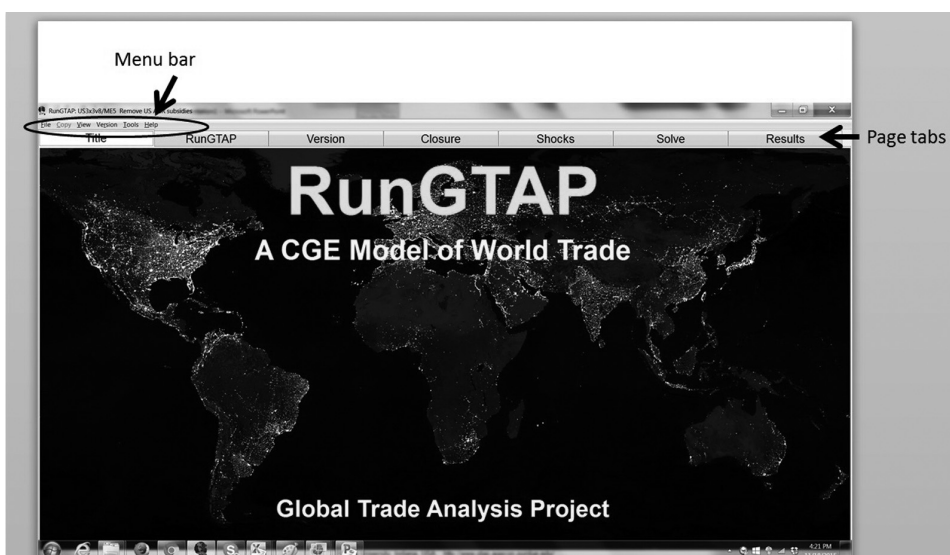 Menu bar
RunGTAP: US3x3v8/ME5 Remove US subsidies
File Copy View Version Tools Help
Title RunGTAP Version Closure Shocks Solve Results
Page tabs
RunGTAP
A CGE Model of World Trade
Global Trade Analysis Project
4:21 PM